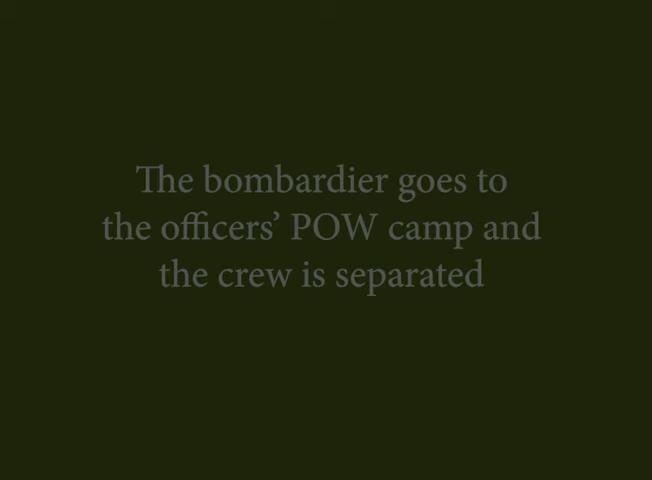 The bombardier goes to
the officers’ POW camp and
the crew is separated